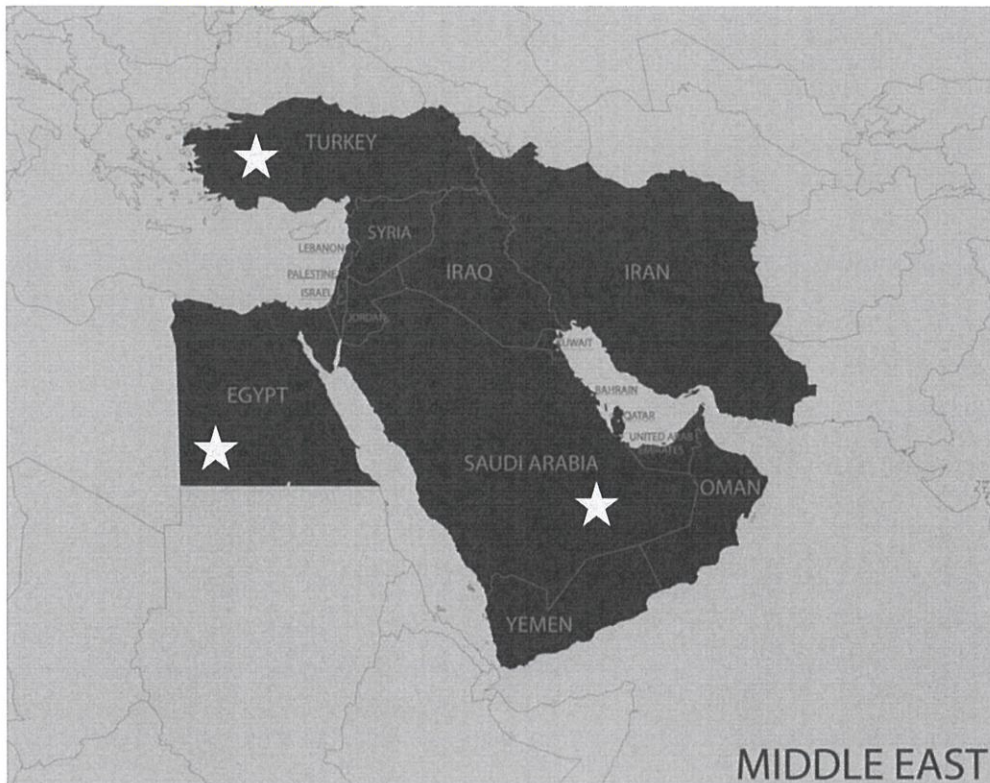 TURKEY
SYRIA
LEBANON
IRAQ
IRAN
PALESTINE
ISRAEL
JORDAN
KUWAIT
EGYPT
BAHRAIN
QATAR
UNITED ARAB
EMIRATES
SAUDI ARABIA
OMAN
YEMEN
MIDDLE EAST